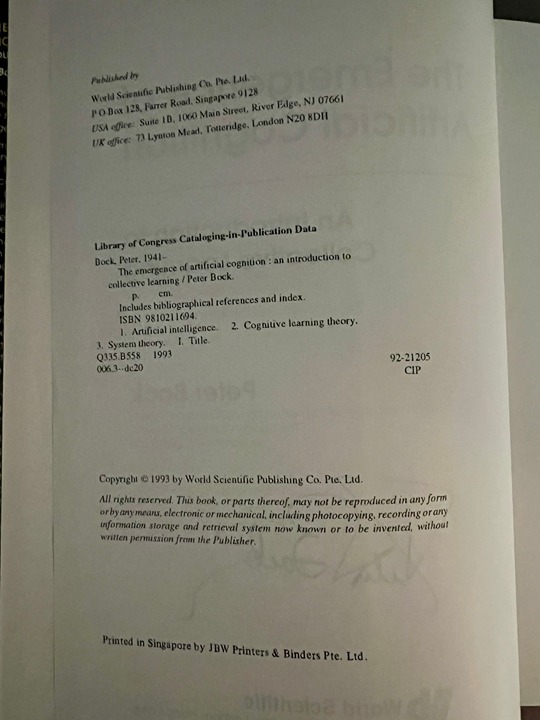 Published by
World Scientific Publishing Co. Pte. Ltd.
P O Box 128, Farrer Road, Singapore 9128
USA office: Suite 1B, 1060 Main Street, River Edge, NJ 07661
UK office: 73 Lynton Mead, Totteridge, London N20 8DH
Library of Congress Cataloging-in-Publication Data
Bock, Peter, 1941-
The emergence of artificial cognition : an introduction to
collective learning / Peter Bock.
p. cm.
Includes bibliographical references and index.
ISBN 9810211694.
1. Artificial intelligence. 2. Cognitive learning theory.
3. System theory. I. Title.
Q335.B558 1993
006.3--dc20
92-21205
CIP
Copyright © 1993 by World Scientific Publishing Co. Pte. Ltd.
All rights reserved. This book, or parts thereof, may not be reproduced in any form
or by any means, electronic or mechanical, including photocopying, recording or any
information storage and retrieval system now known or to be invented, without
written permission from the Publisher.
Printed in Singapore by JBW Printers & Binders Pte. Ltd.